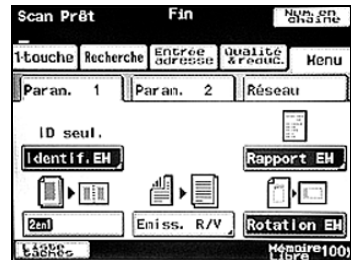 Scan Prêt Fin Num.en chaîne
1-touche Recherche Entrée adresse Qualité & réduc. Menu
Param. 1 Param. 2 Réseau
ID seul.
Identif.EM Rapport EM
2en1 Emiss. R/V Rotation EM
Liste tâches Mémoire Libre 100%